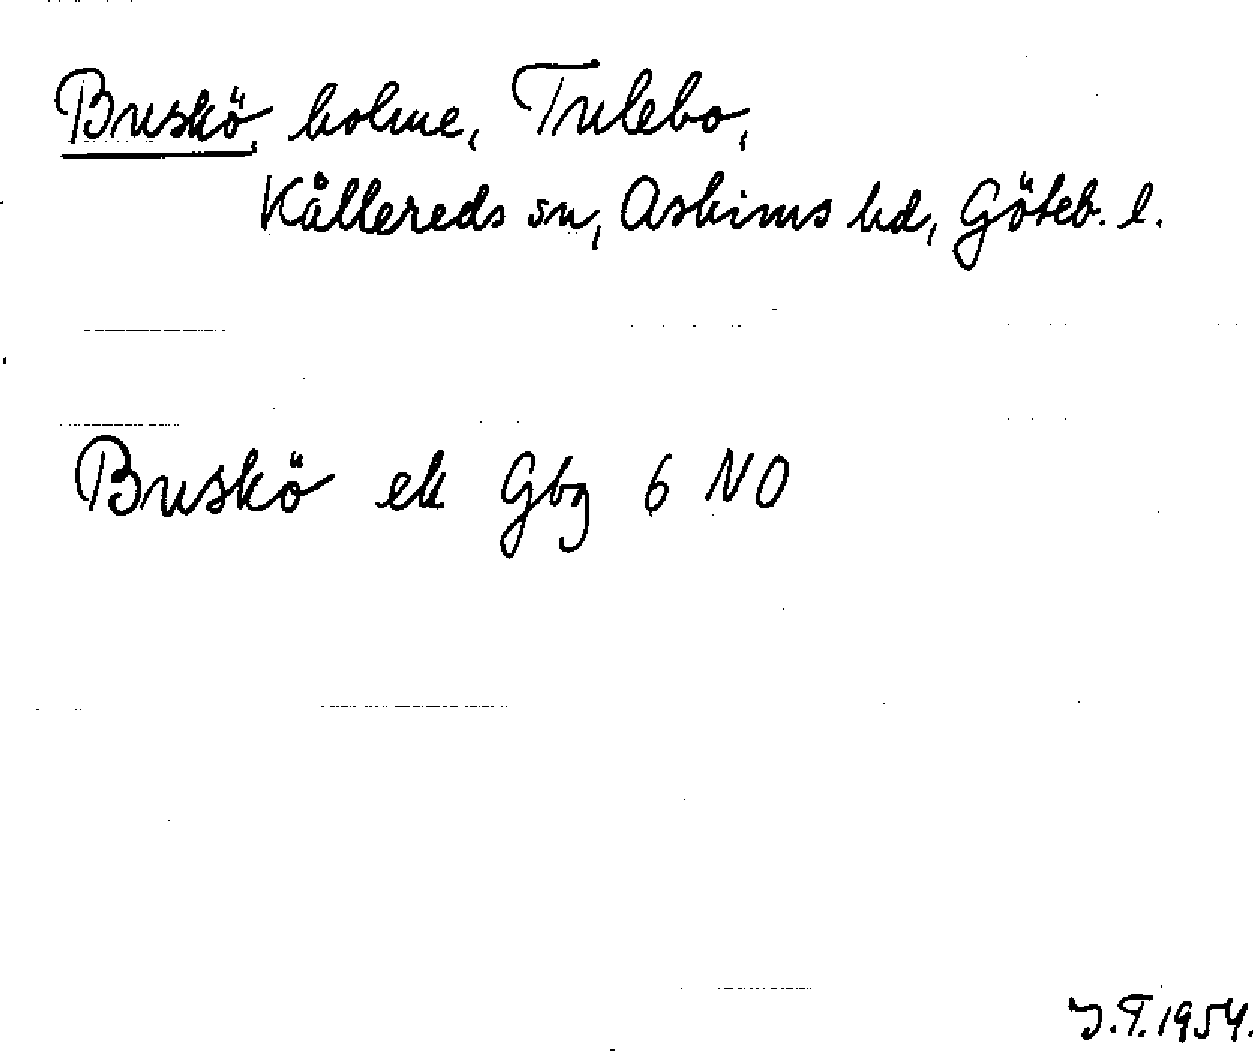 Buskö, holme, Tulebo,
Kållereds sn, Askims hd, Göteb. l.
Buskö ek Gbg 6 NO
J.T. 1954.